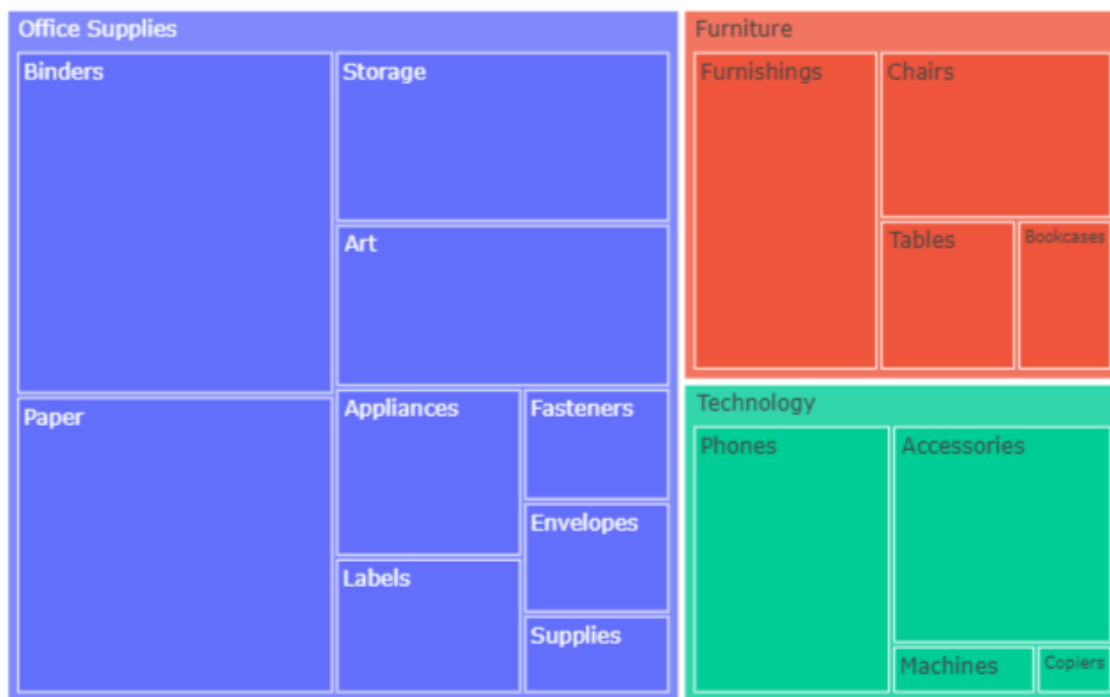 Office Supplies
Binders
Storage
Art
Paper
Appliances
Fasteners
Envelopes
Labels
Supplies
Furniture
Furnishings
Chairs
Tables
Bookcases
Technology
Phones
Accessories
Machines
Copiers